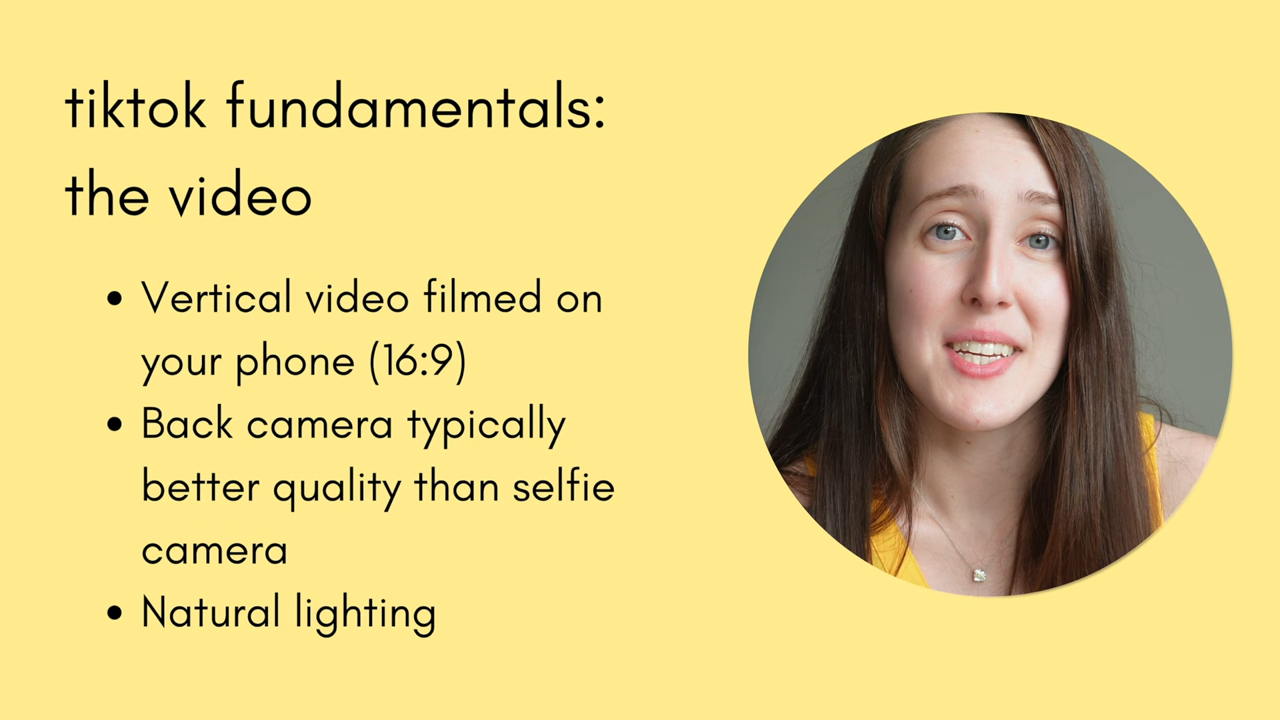 tiktok fundamentals:
the video
• Vertical video filmed on
your phone (16:9)
• Back camera typically
better quality than selfie
camera
• Natural lighting